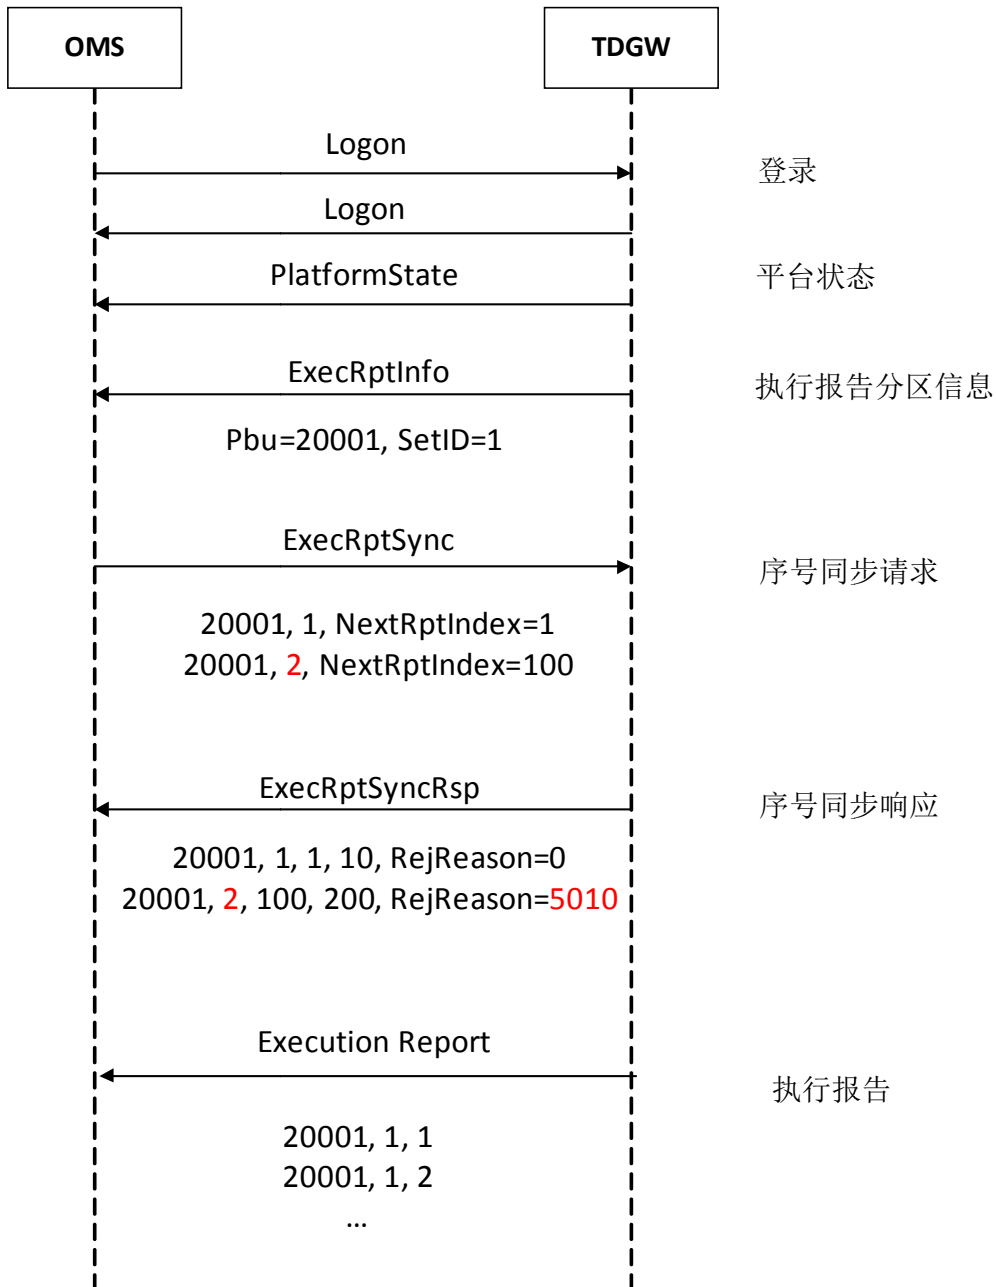 OMS
TDGW
Logon
登录
Logon
PlatformState
平台状态
ExecRptInfo
执行报告分区信息
Pbu=20001, SetID=1
ExecRptSync
序号同步请求
20001, 1, NextRptIndex=1
20001, 2, NextRptIndex=100
ExecRptSyncRsp
序号同步响应
20001, 1, 1, 10, RejReason=0
20001, 2, 100, 200, RejReason=5010
Execution Report
执行报告
20001, 1, 1
20001, 1, 2
...